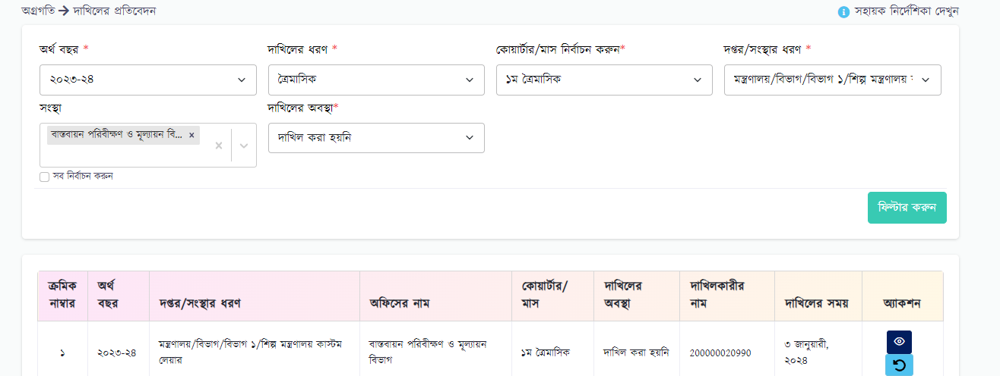 অগ্রগতি → দাখিলের প্রতিবেদন
সহায়ক নির্দেশিকা দেখুন
অর্থ বছর * দাখিলের ধরণ * কোয়ার্টার/মাস নির্বাচন করুন* দপ্তর/সংস্থার ধরণ *
২০২৩-২৪ ত্রৈমাসিক ১ম ত্রৈমাসিক মন্ত্রণালয়/বিভাগ/বিভাগ ১/শিল্প মন্ত্রণালয়
সংস্থা দাখিলের অবস্থা*
বাস্তবায়ন পরিবীক্ষণ ও মূল্যায়ন বি... × দাখিল করা হয়নি
সব নির্বাচন করুন
ফিল্টার করুন
ক্রমিক অর্থ কোয়ার্টার/ দাখিলের দাখিলকারীর
নাম্বার বছর দপ্তর/সংস্থার ধরণ অফিসের নাম মাস অবস্থা নাম দাখিলের সময় অ্যাকশন
মন্ত্রণালয়/বিভাগ/বিভাগ ১/শিল্প মন্ত্রণালয় কাস্টম বাস্তবায়ন পরিবীক্ষণ ও মূল্যায়ন ৩ জানুয়ারী,
১ ২০২৩-২৪ ১ম ত্রৈমাসিক দাখিল করা হয়নি 200000020990
লেয়ার বিভাগ ২০২৪